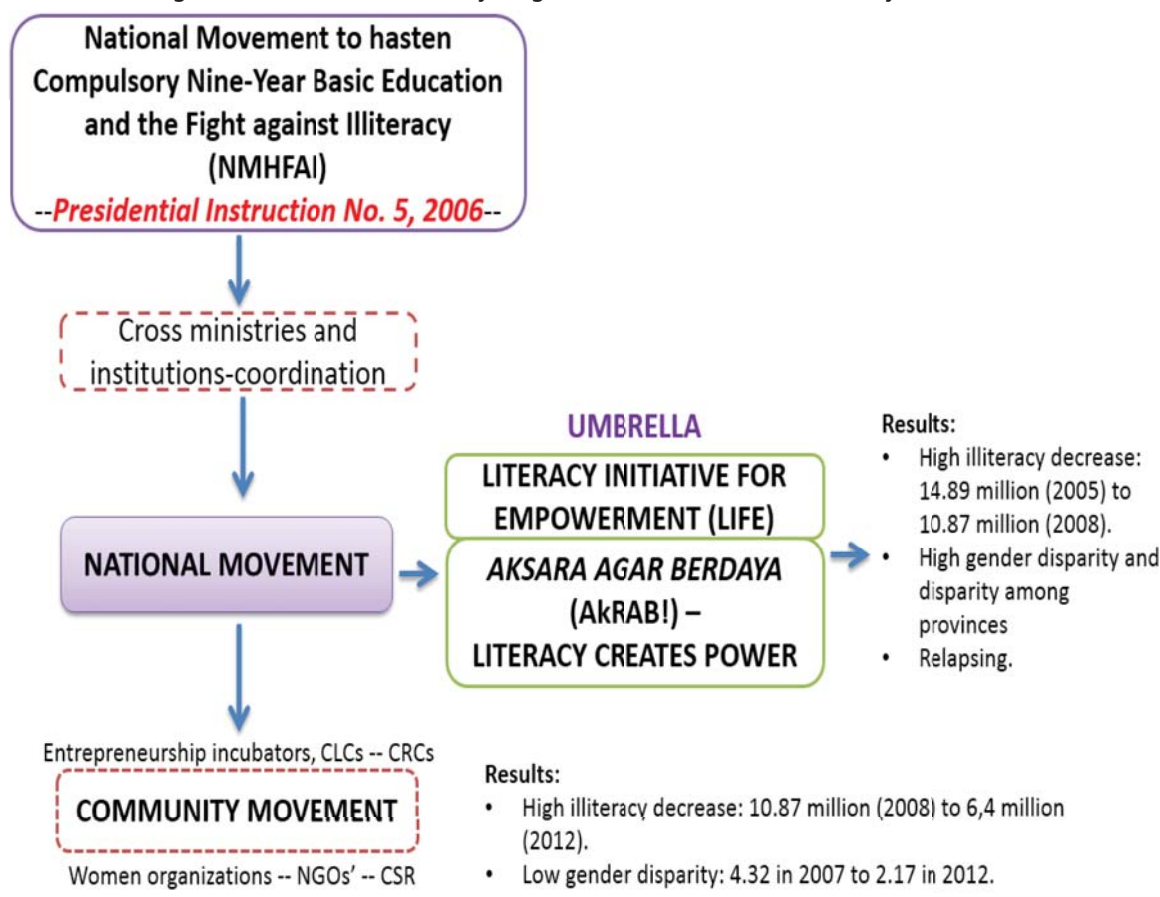 National Movement to hasten
Compulsory Nine-Year Basic Education
and the Fight against Illiteracy
(NMHFAI)
--Presidential Instruction No. 5, 2006--
Cross ministries and
institutions-coordination
NATIONAL MOVEMENT
UMBRELLA
LITERACY INITIATIVE FOR
EMPOWERMENT (LIFE)
AKSARA AGAR BERDAYA
(AkRAB!) –
LITERACY CREATES POWER
Results:
• High illiteracy decrease:
14.89 million (2005) to
10.87 million (2008).
• High gender disparity and
disparity among
provinces
• Relapsing.
Entrepreneurship incubators, CLCs -- CRCs
COMMUNITY MOVEMENT
Women organizations -- NGOs’ -- CSR
Results:
• High illiteracy decrease: 10.87 million (2008) to 6,4 million
(2012).
• Low gender disparity: 4.32 in 2007 to 2.17 in 2012.